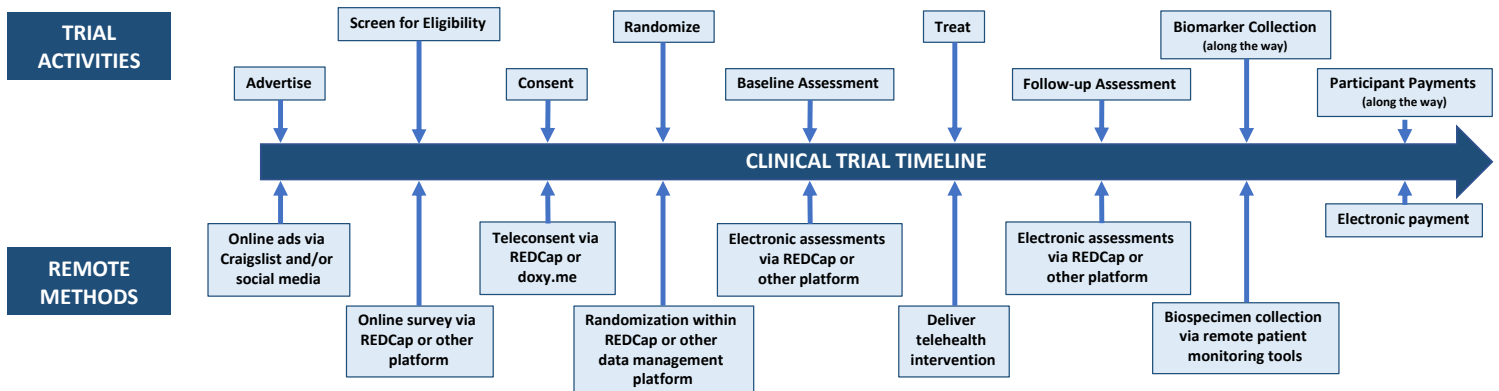 TRIAL
ACTIVITIES
Advertise
Screen for Eligibility
Consent
Randomize
Baseline Assessment
Treat
Follow-up Assessment
Biomarker Collection
(along the way)
Participant Payments
(along the way)
CLINICAL TRIAL TIMELINE
REMOTE
METHODS
Online ads via
Craigslist and/or
social media
Online survey via
REDCap or other
platform
Teleconsent via
REDCap or
doxy.me
Randomization within
REDCap or other
data management
platform
Electronic assessments
via REDCap or
other platform
Deliver
telehealth
intervention
Electronic assessments
via REDCap or
other platform
Biospecimen collection
via remote patient
monitoring tools
Electronic payment